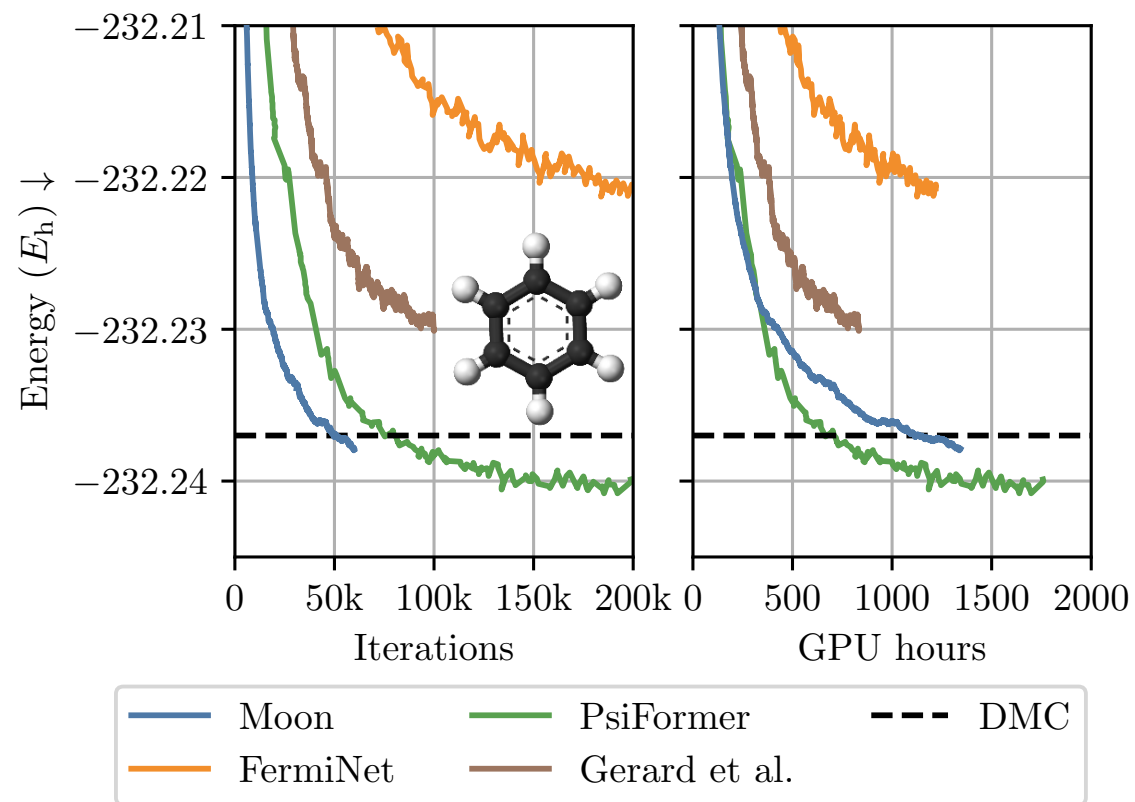 −232.21
−232.22
−232.23
−232.24
Energy (Eh) ↓
0 50k 100k 150k 200k
Iterations
0 500 1000 1500 2000
GPU hours
Moon PsiFormer DMC
FermiNet Gerard et al.